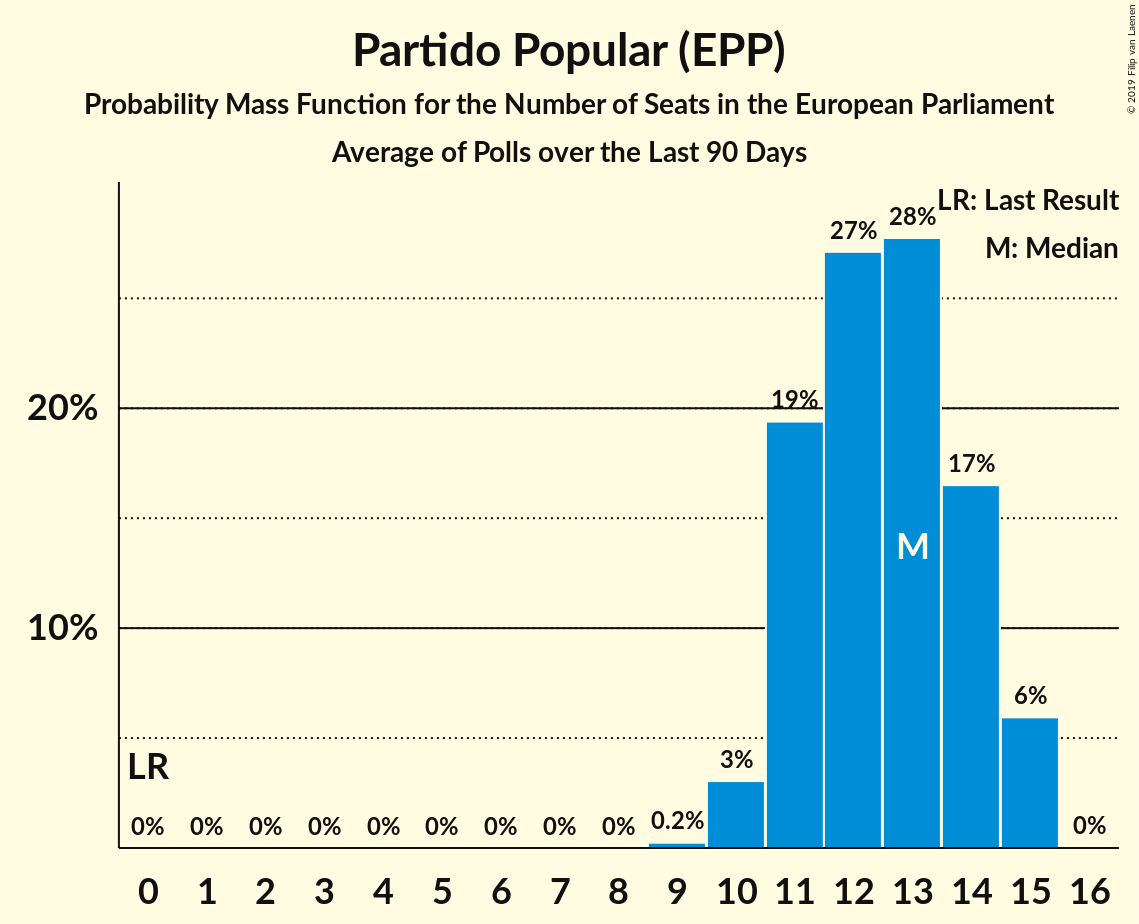 Partido Popular (EPP)
Probability Mass Function for the Number of Seats in the European Parliament
Average of Polls over the Last 90 Days
© 2019 Filip van Laenen
LR: Last Result
M: Median
28%
27%
20%
19%
17%
M
10%
6%
3%
LR
0% 0% 0% 0% 0% 0% 0% 0% 0% 0.2% 0%
0 1 2 3 4 5 6 7 8 9 10 11 12 13 14 15 16